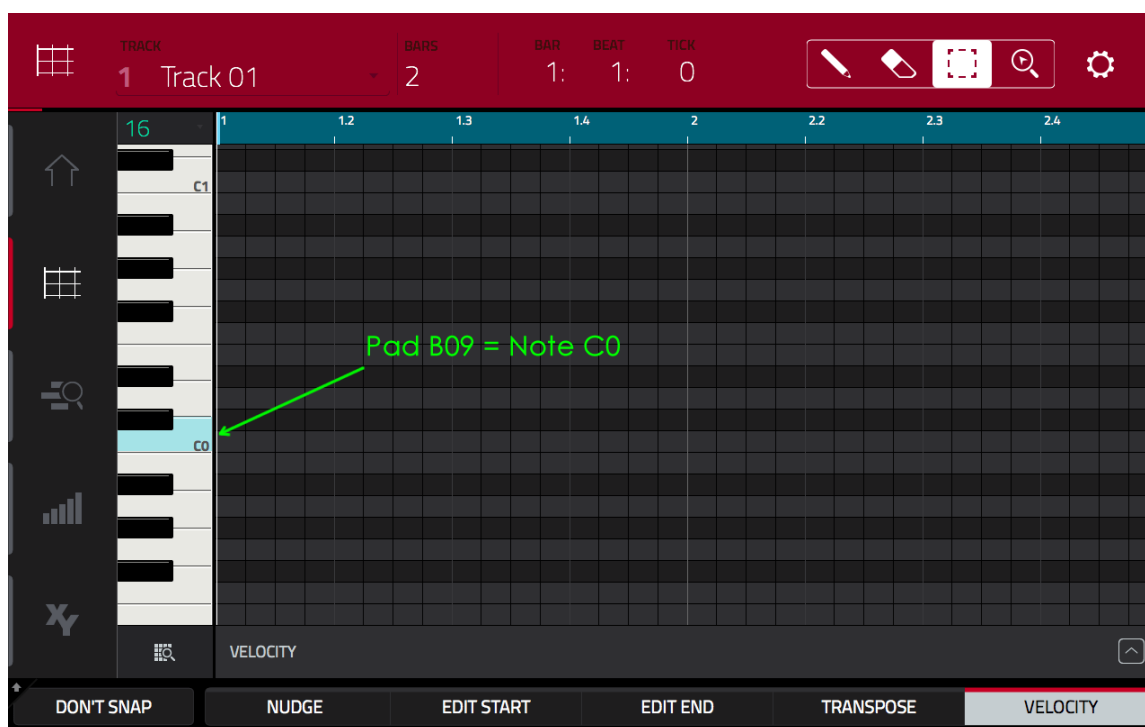 TRACK BARS BAR BEAT TICK
1 Track 01 2 1: 1: 0
16 1 1.2 1.3 1.4 2 2.2 2.3 2.4
C1
Pad B09 = Note C0
C0
XY
VELOCITY
DON'T SNAP NUDGE EDIT START EDIT END TRANSPOSE VELOCITY